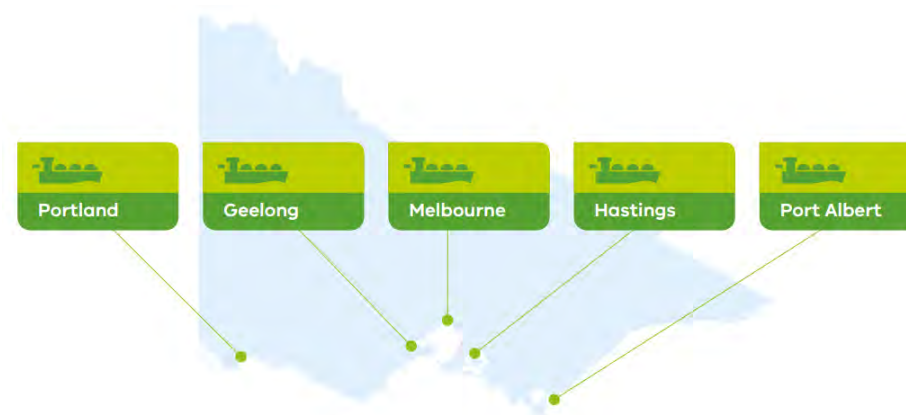 Portland
Geelong
Melbourne
Hastings
Port Albert